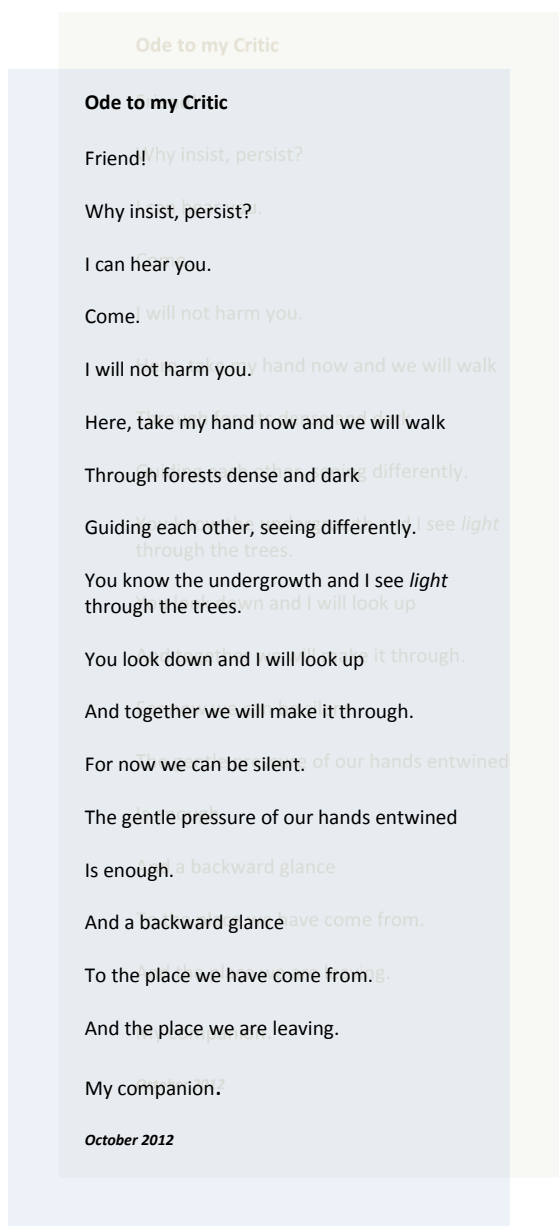 Ode to my Critic
Friend!
Why insist, persist?
I can hear you.
Come.
I will not harm you.
Here, take my hand now and we will walk
Through forests dense and dark
Guiding each other, seeing differently.
You know the undergrowth and I see light
through the trees.
You look down and I will look up
And together we will make it through.
For now we can be silent.
The gentle pressure of our hands entwined
Is enough.
And a backward glance
To the place we have come from.
And the place we are leaving.
My companion.
October 2012